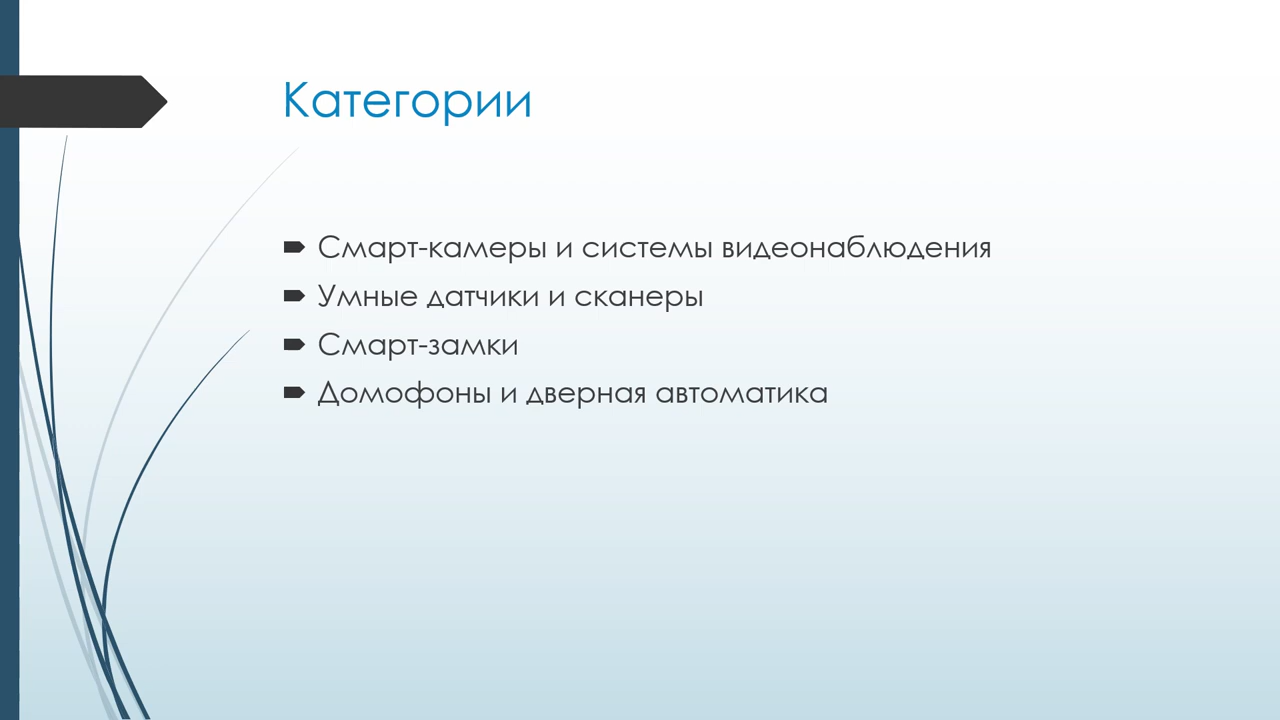 Категории
Смарт-камеры и системы видеонаблюдения
Умные датчики и сканеры
Смарт-замки
Домофоны и дверная автоматика